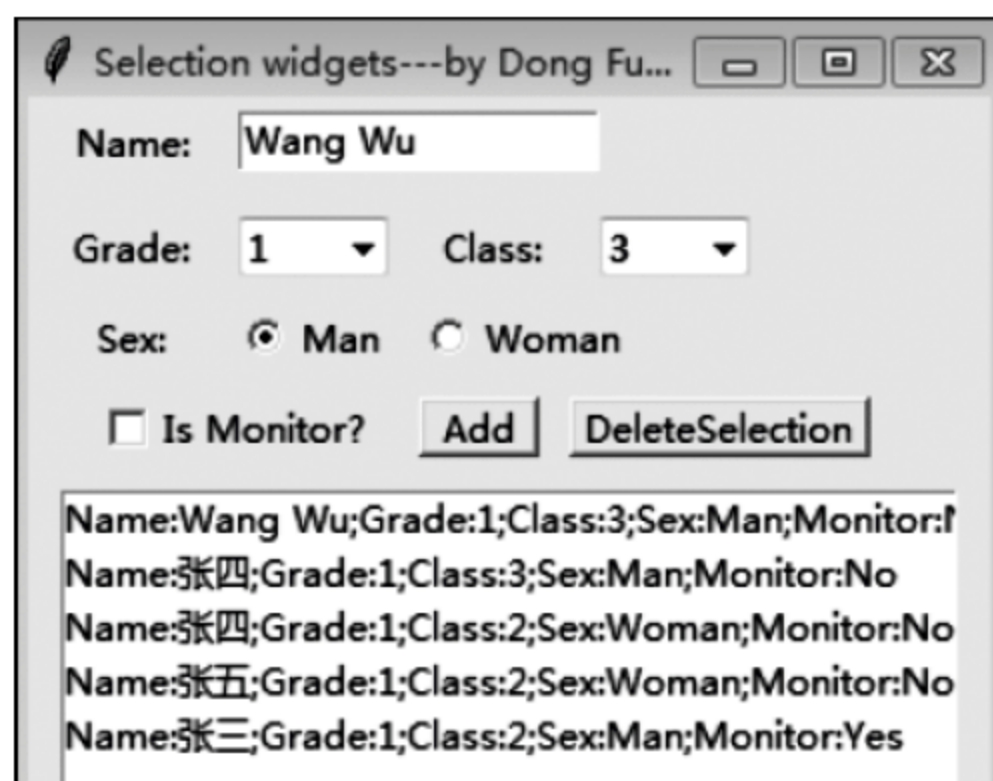 Selection widgets---by Dong Fu...
Name: Wang Wu
Grade: 1 Class: 3
Sex: Man Woman
Is Monitor? Add DeleteSelection
Name:Wang Wu;Grade:1;Class:3;Sex:Man;Monitor:
Name:张四;Grade:1;Class:3;Sex:Man;Monitor:No
Name:张四;Grade:1;Class:2;Sex:Woman;Monitor:No
Name:张五;Grade:1;Class:2;Sex:Woman;Monitor:No
Name:张三;Grade:1;Class:2;Sex:Man;Monitor:Yes